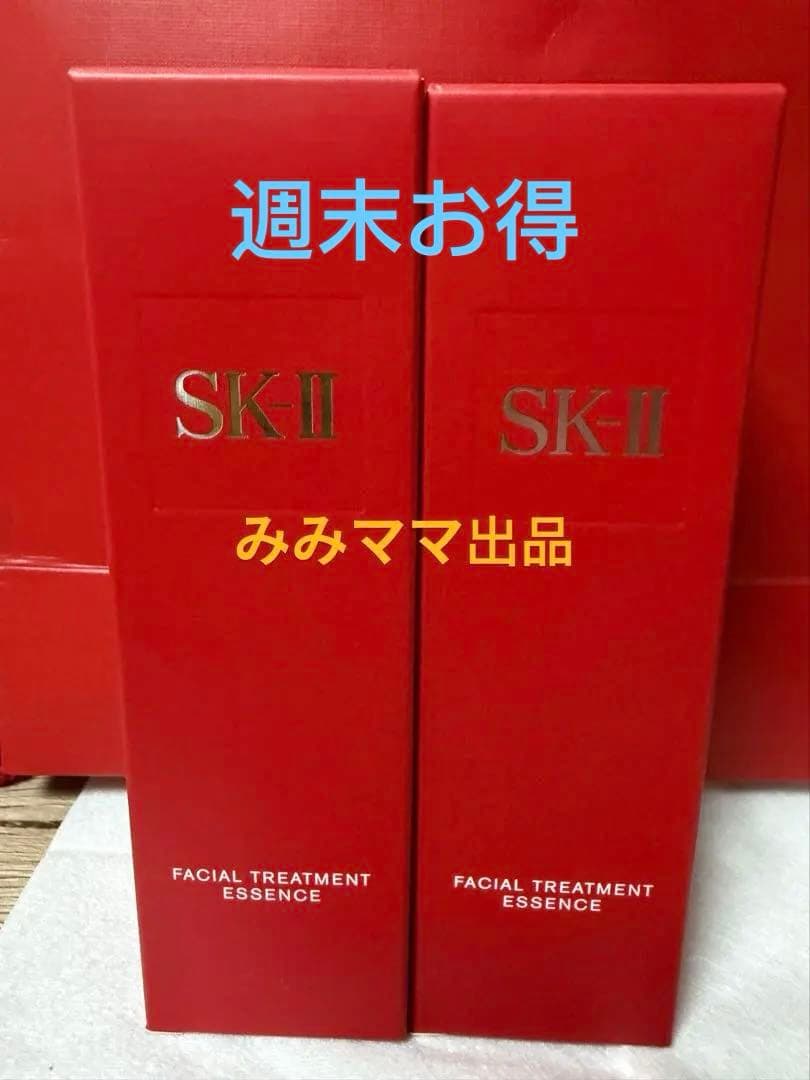 週末お得
SK-II
SK-II
みみママ出品
FACIAL TREATMENT
ESSENCE
FACIAL TREATMENT
ESSENCE